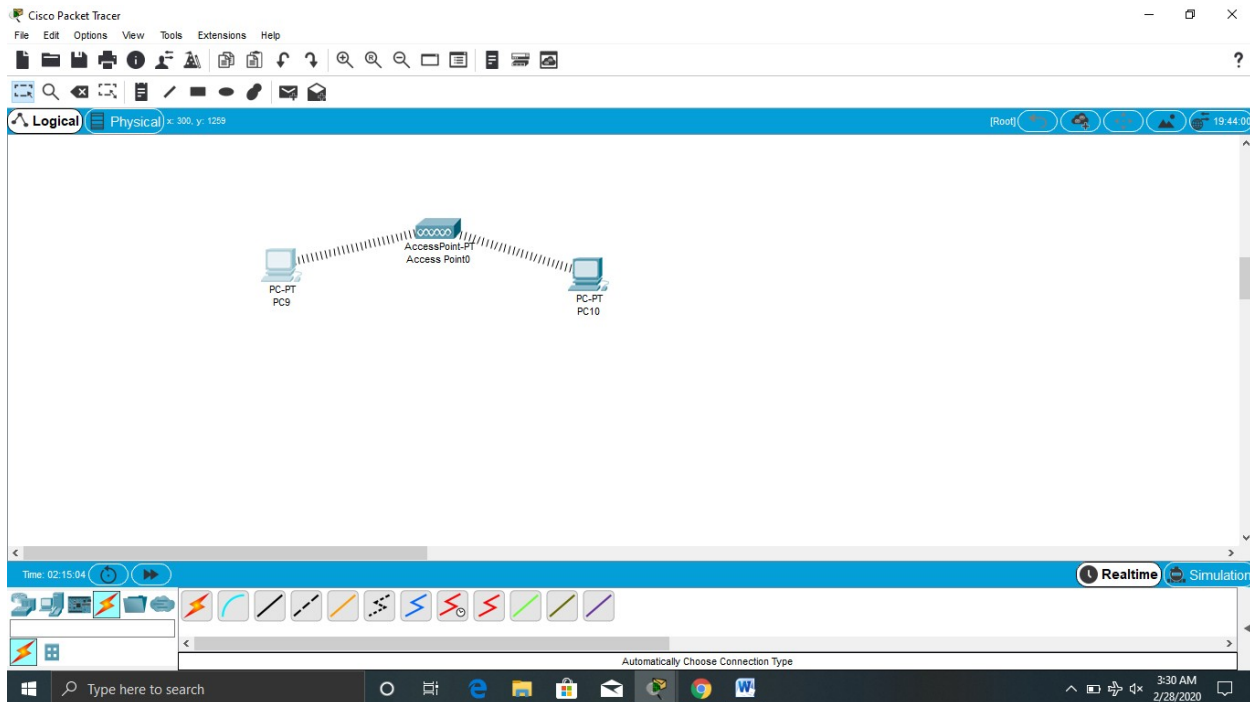 Cisco Packet Tracer
File Edit Options View Tools Extensions Help
?
Logical Physical x: 300, y: 1259 [Root] 19:44:00
AccessPoint-PT
Access Point0
PC-PT
PC9
PC-PT
PC10
Time: 02:15:04 Realtime Simulation
Automatically Choose Connection Type
Type here to search
3:30 AM
2/28/2020